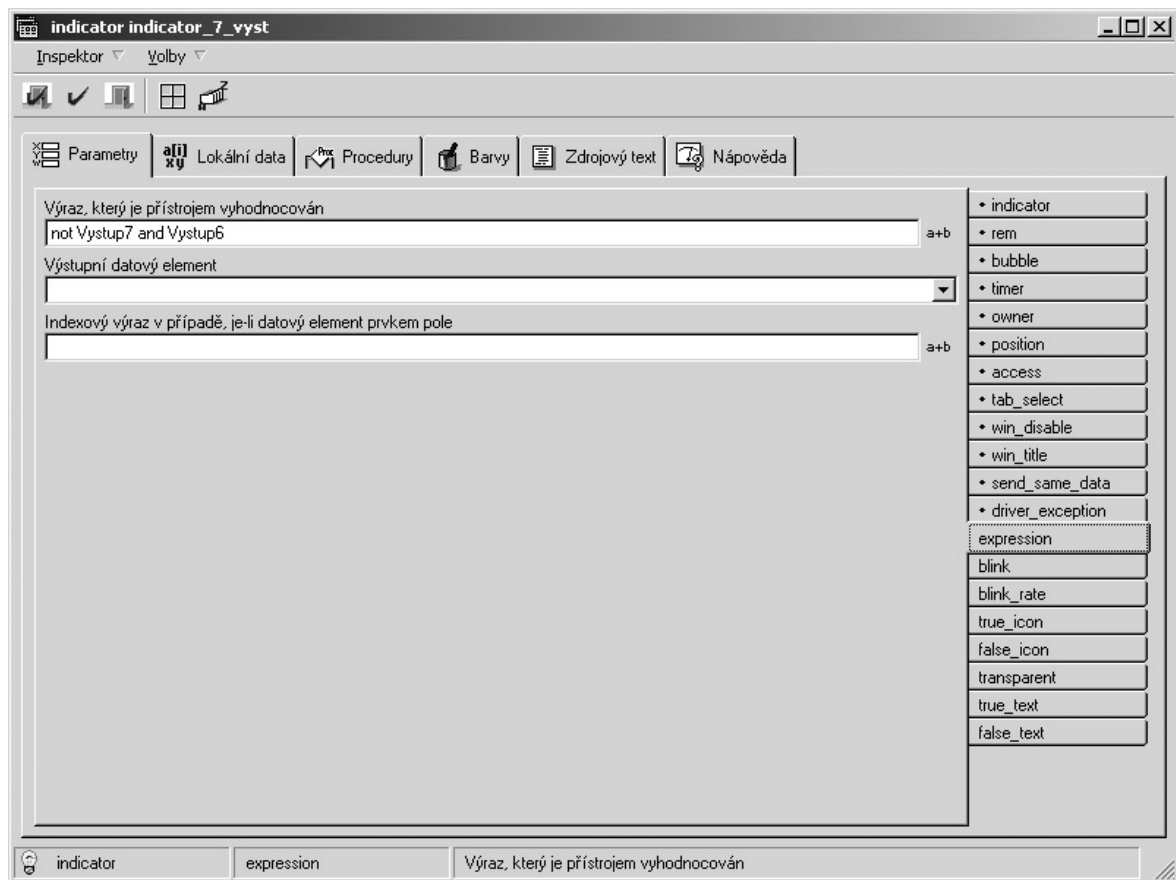 indicator indicator_7_vyst
Inspektor Volby
Parametry a[i] xy Lokální data Proc Procedury Barvy Zdrojový text Nápověda
Výraz, který je přístrojem vyhodnocován
not Vystup7 and Vystup6 a+b
Výstupní datový element
Indexový výraz v případě, je-li datový element prvkem pole
a+b
• indicator
• rem
• bubble
• timer
• owner
• position
• access
• tab_select
• win_disable
• win_title
• send_same_data
• driver_exception
expression
blink
blink_rate
true_icon
false_icon
transparent
true_text
false_text
indicator expression Výraz, který je přístrojem vyhodnocován